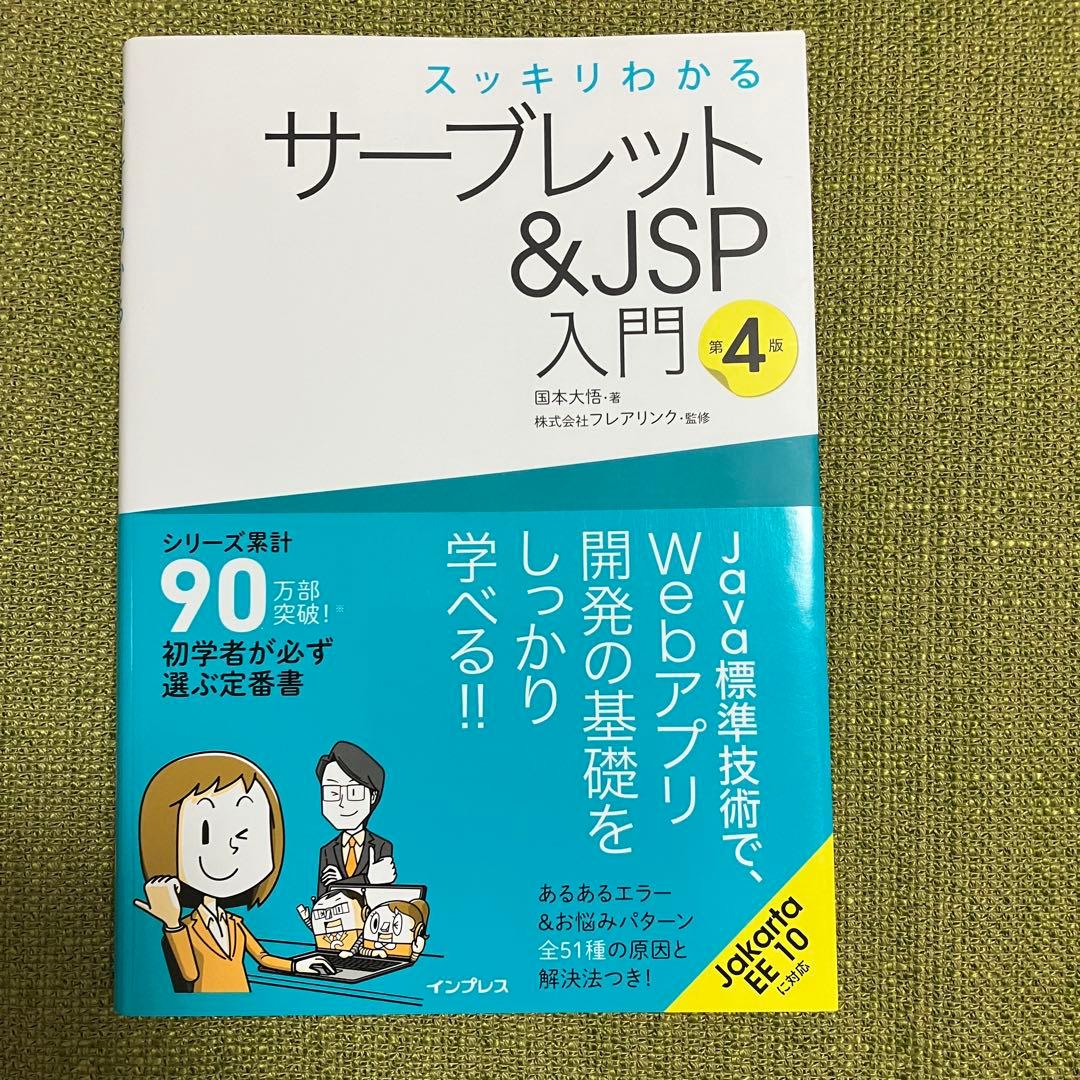 スッキリわかる
サーブレット
&JSP
入門
第4版
国本大悟・著
株式会社フレアリンク・監修
シリーズ累計
90万部
突破!※
初学者が必ず
選ぶ定番書
Java標準技術で、
Webアプリ
開発の基礎を
しっかり
学べる!!
あるあるエラー
&お悩みパターン
全51種の原因と
解決法つき!
インプレス
Jakarta
EE 10
に対応